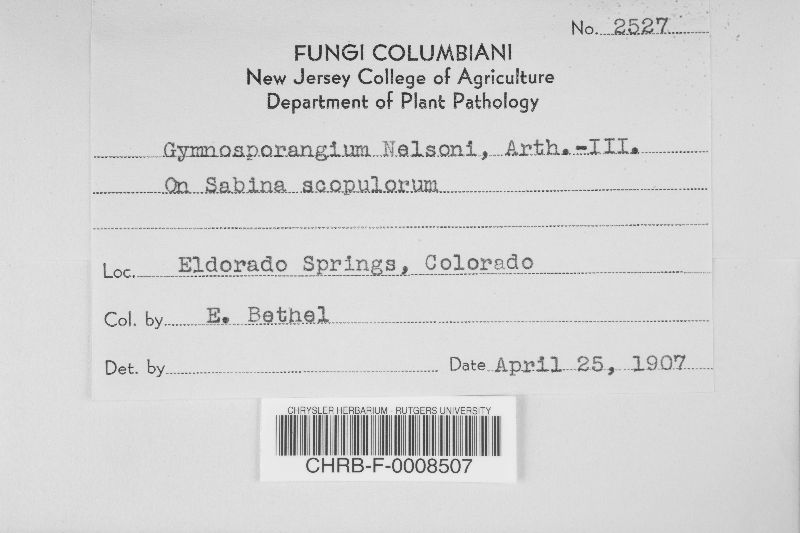 No. 2527
FUNGI COLUMBIANI
New Jersey College of Agriculture
Department of Plant Pathology
Gymnosporangium Nelsoni, Arth.-III.
On Sabina scopulorum
Loc. Eldorado Springs, Colorado
Col. by E. Bethel
Det. by
Date April 25, 1907
CHRYSLER HERBARIUM - RUTGERS UNIVERSITY
CHRB-F-0008507